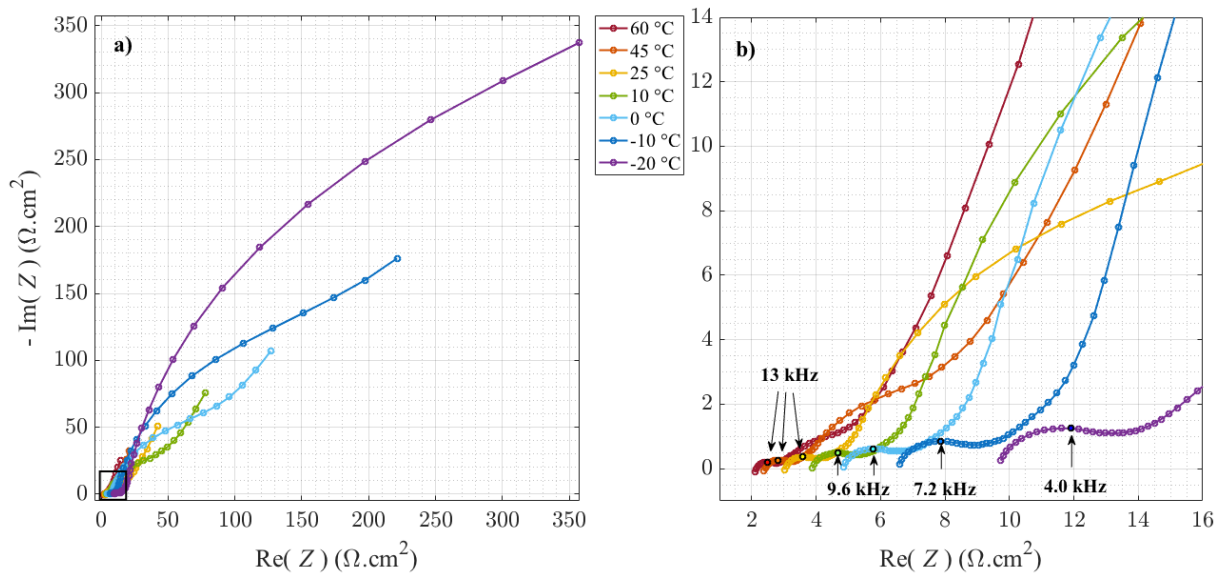 a)
350
300
250
200
150
100
50
0
0
50
100
150
200
250
300
350
- Im( Z ) (Ω.cm²)
Re( Z ) (Ω.cm²)
60 °C
45 °C
25 °C
10 °C
0 °C
-10 °C
-20 °C
b)
14
12
10
8
6
4
2
0
2
4
6
8
10
12
14
16
13 kHz
9.6 kHz
7.2 kHz
4.0 kHz
Re( Z ) (Ω.cm²)